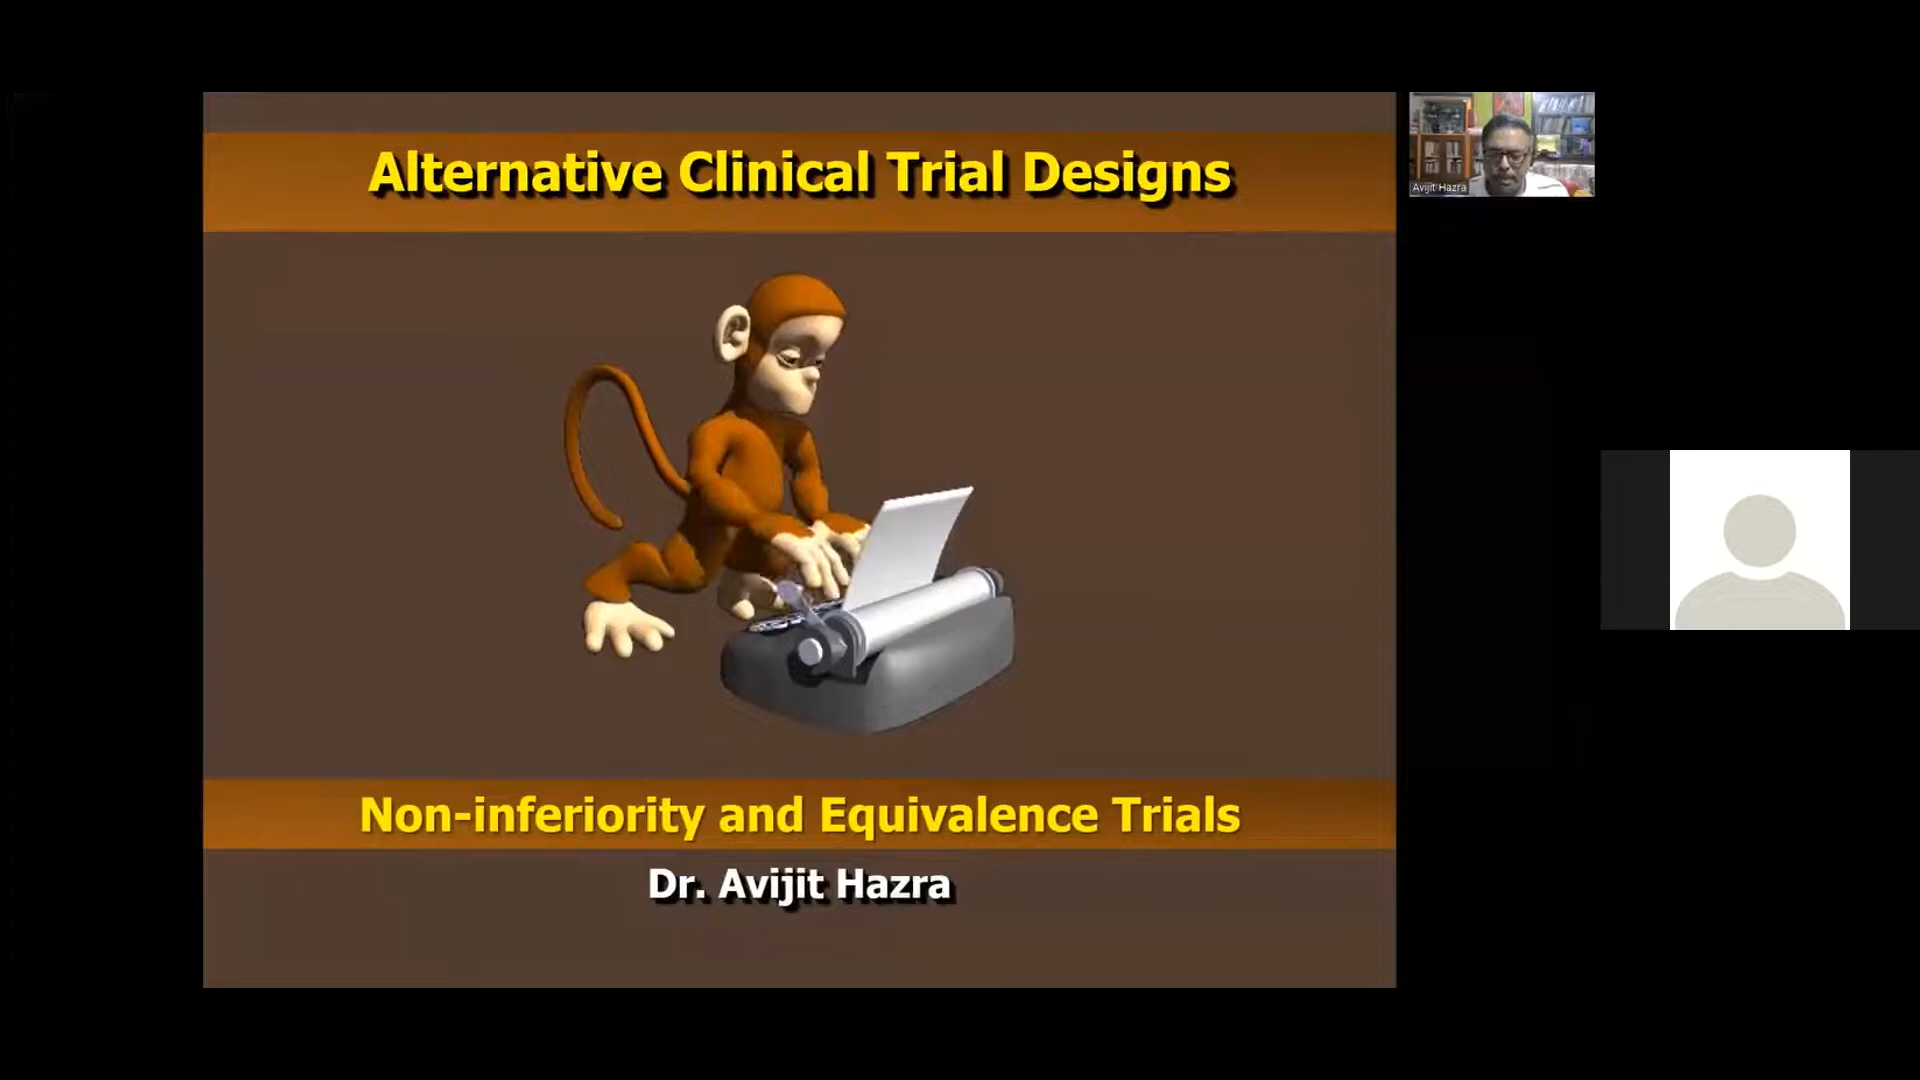 Alternative Clinical Trial Designs
Avijit Hazra
Non-inferiority and Equivalence Trials
Dr. Avijit Hazra